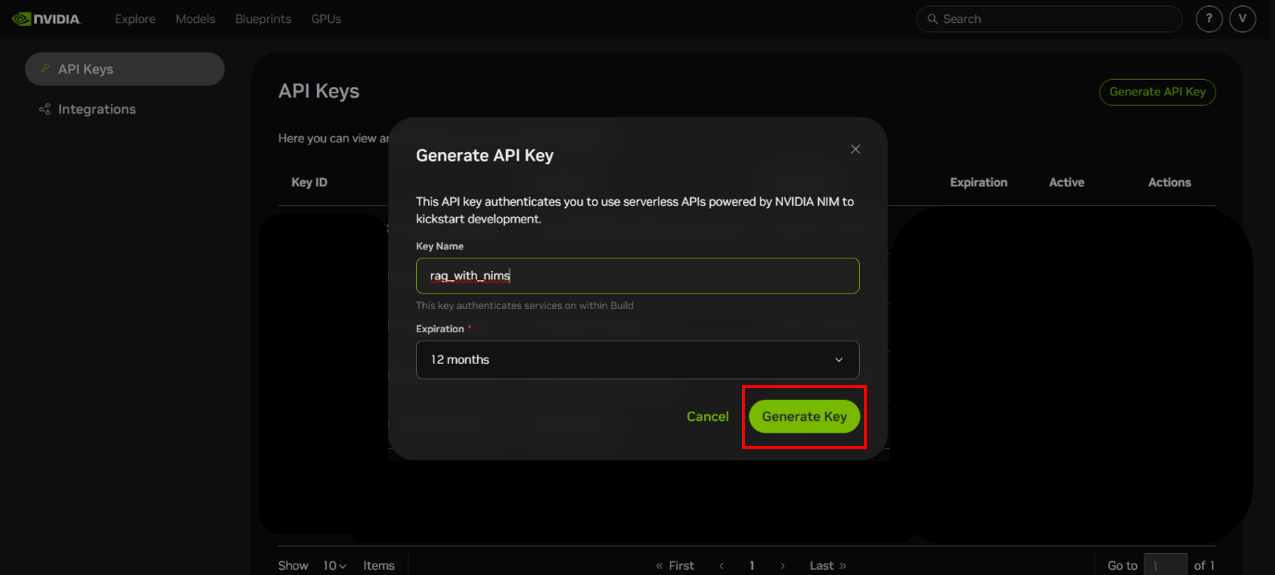 NVIDIA.
Explore
Models
Blueprints
GPUs
Search
?
V
API Keys
Integrations
API Keys
Generate API Key
Here you can view
Key ID
Expiration
Active
Actions
Generate API Key
This API key authenticates you to use serverless APIs powered by NVIDIA NIM to
kickstart development.
Key Name
rag_with_nims
This key authenticates services on within Build
Expiration *
12 months
Cancel
Generate Key
Show 10 Items
« First ‹ 1 › Last »
Go to 1 of 1